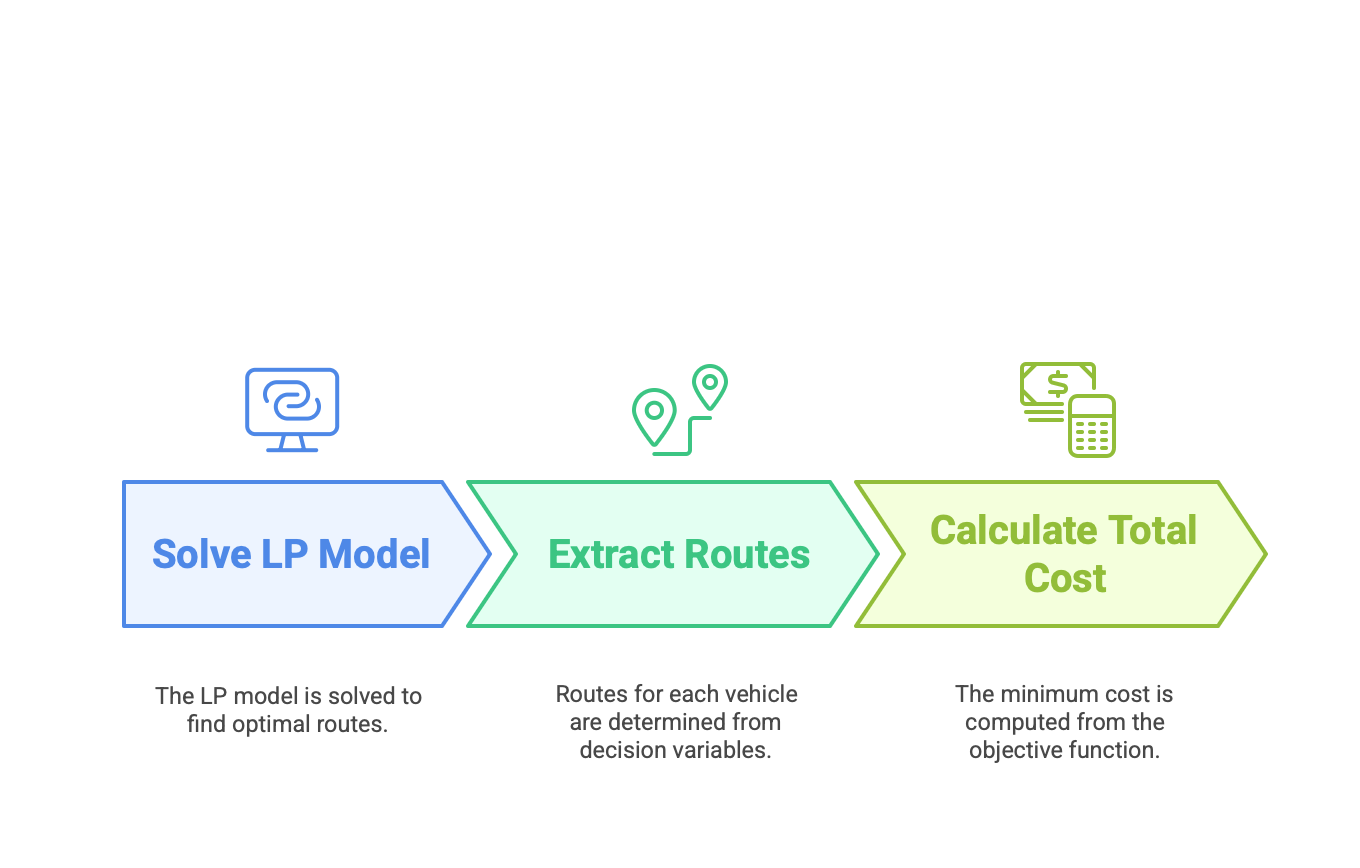 Solve LP Model
Extract Routes
Calculate Total
Cost
The LP model is solved to
find optimal routes.
Routes for each vehicle
are determined from
decision variables.
The minimum cost is
computed from the
objective function.